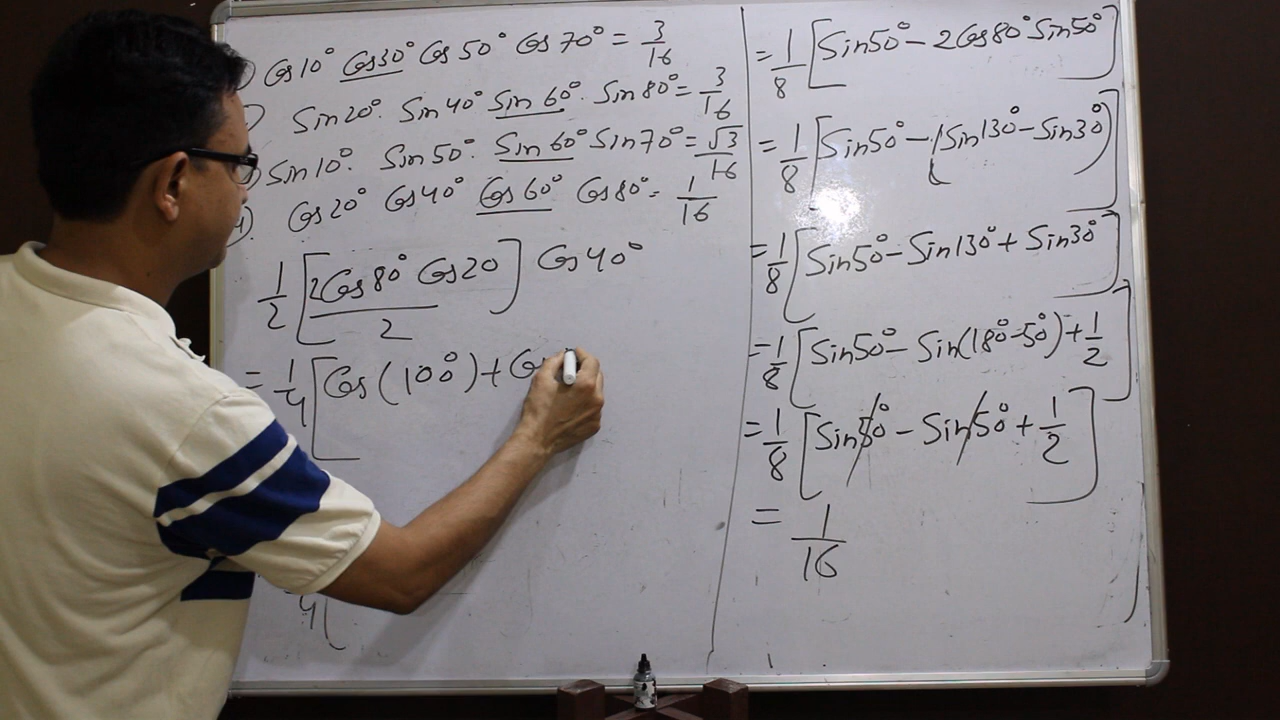 ) Cos10° Cos30° Cos50° Cos70° = 3/16
) Sin20°. Sin40° Sin60°. Sin80° = 3/16
) Sin10°. Sin50°. Sin60° Sin70° = √3/16
4). Cos20° Cos40° Cos60° Cos80° = 1/16
1/2 [2Cos80° Cos20 / 2] Cos40°
= 1/4 [Cos(100°) + Cos
4[
= 1/8 [Sin50° - 2Cos80° Sin50°]
= 1/8 [Sin50° - (Sin130° - Sin30°)]
= 1/8 [Sin50° - Sin130° + Sin30°]
= 1/8 [Sin50° - Sin(180° - 50°) + 1/2]
= 1/8 [Sin50° - Sin50° + 1/2]
= 1/16